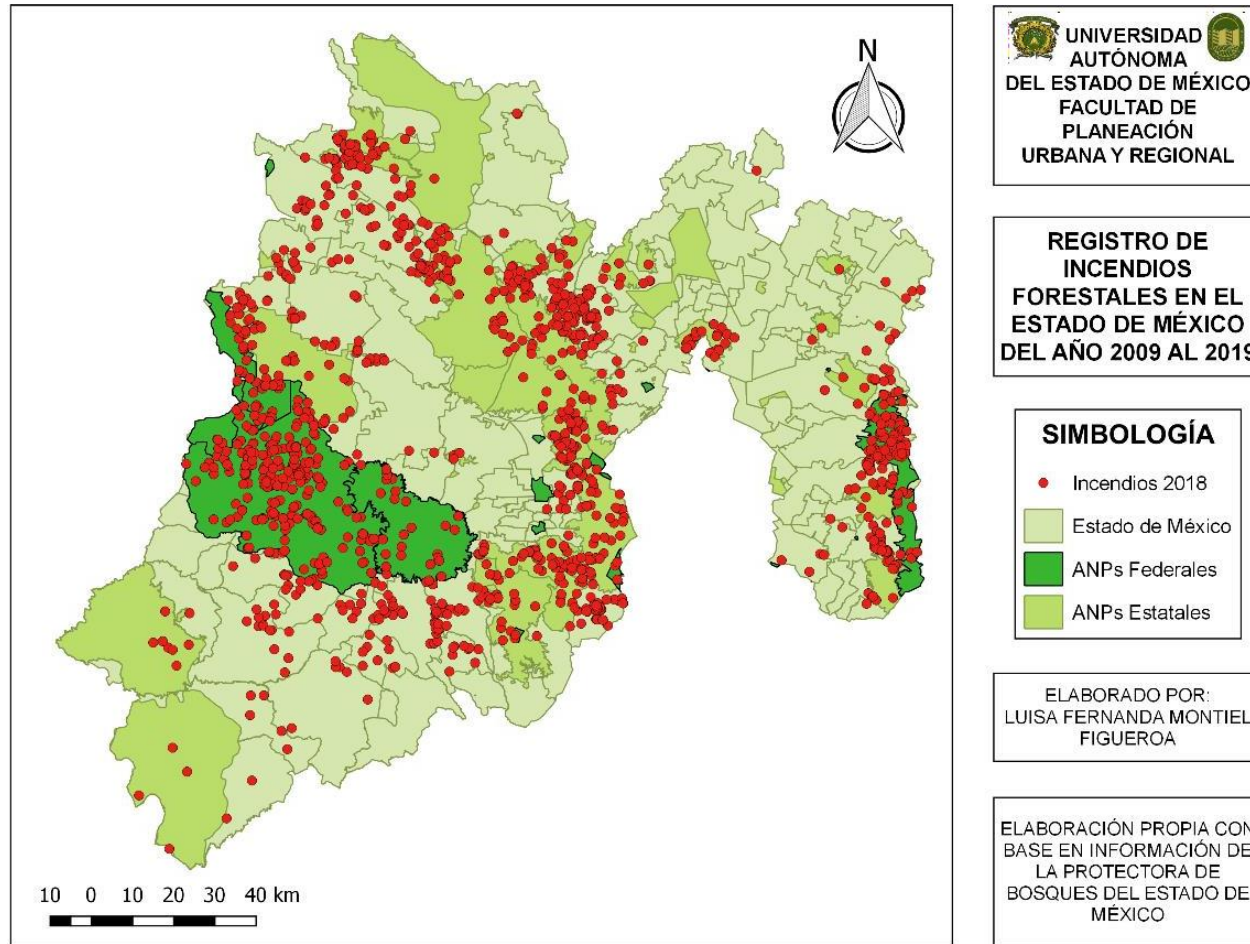 N
10 0 10 20 30 40 km
UNIVERSIDAD
AUTÓNOMA
DEL ESTADO DE MÉXICO
FACULTAD DE
PLANEACIÓN
URBANA Y REGIONAL
REGISTRO DE
INCENDIOS
FORESTALES EN EL
ESTADO DE MÉXICO
DEL AÑO 2009 AL 2019
SIMBOLOGÍA
Incendios 2018
Estado de México
ANPs Federales
ANPs Estatales
ELABORADO POR:
LUISA FERNANDA MONTIEL
FIGUEROA
ELABORACIÓN PROPIA CON
BASE EN INFORMACIÓN DE
LA PROTECTORA DE
BOSQUES DEL ESTADO DE
MÉXICO